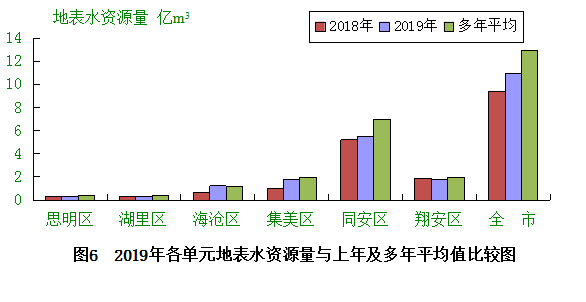 地表水资源量 亿m³
2018年 2019年 多年平均
14
12
10
8
6
4
2
0
思明区 湖里区 海沧区 集美区 同安区 翔安区 全 市
图6 2019年各单元地表水资源量与上年及多年平均值比较图